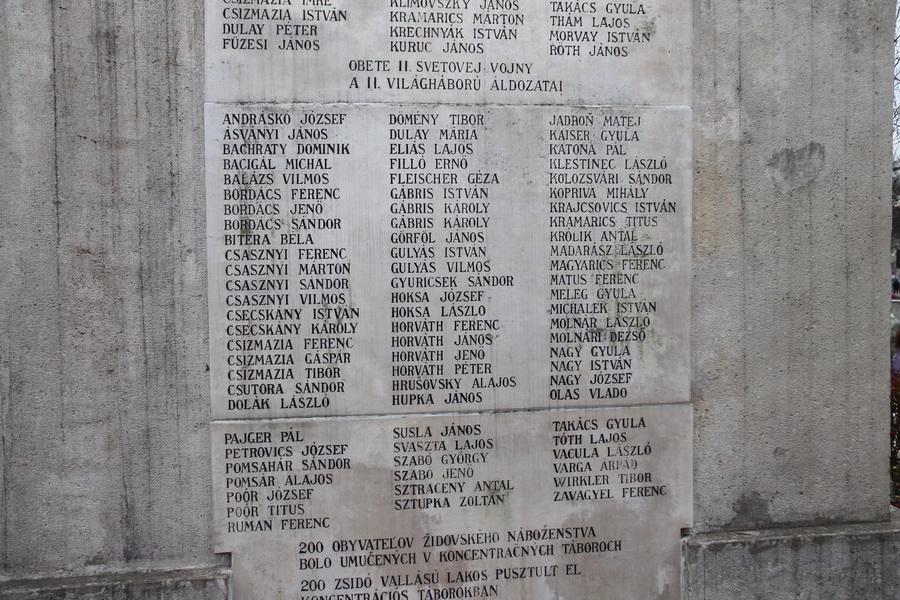 CSIZMAZIA IMRE
CSIZMAZIA ISTVÁN
DULAY PÉTER
FÜZESI JÁNOS
KLIMOVSZKY JÁNOS
KRAMARICS MÁRTON
KRECHNYÁK ISTVÁN
KURUC JÁNOS
TAKÁCS GYULA
THÁM LAJOS
MORVAY ISTVÁN
RÓTH JÁNOS
OBETE II. SVETOVEJ VOJNY
A II. VILÁGHÁBORÚ ÁLDOZATAI
ANDRÁSKÓ JÓZSEF
ÁSVÁNYI JÁNOS
BACHRATY DOMINIK
BACIGÁL MICHAL
BALÁZS VILMOS
BORDÁCS FERENC
BORDÁCS JENŐ
BORDÁCS SÁNDOR
BITERA BÉLA
CSASZNYI FERENC
CSASZNYI MÁRTON
CSASZNYI SÁNDOR
CSASZNYI VILMOS
CSECSKÁNY ISTVÁN
CSECSKÁNY KÁROLY
CSIZMAZIA FERENC
CSIZMAZIA GÁSPÁR
CSIZMAZIA TIBOR
CSUTORA SÁNDOR
DOLÁK LÁSZLÓ
DÖMÉNY TIBOR
DULAY MÁRIA
ELIÁS LAJOS
FILLÓ ERNŐ
FLEISCHER GÉZA
GÁBRIS ISTVÁN
GÁBRIS KÁROLY
GÁBRIS KÁROLY
GÖRFÖL JÁNOS
GULYÁS ISTVÁN
GULYÁS VILMOS
GYURICSEK SÁNDOR
HOKSA JÓZSEF
HOKSA LÁSZLÓ
HORVÁTH FERENC
HORVÁTH JÁNOS
HORVÁTH JENŐ
HORVÁTH PÉTER
HRUŠOVSKY ALAJOS
HUPKA JÁNOS
JADROŇ MATEJ
KAISER GYULA
KATONA PÁL
KLESTINEC LÁSZLÓ
KOLOZSVÁRI SÁNDOR
KOPRIVA MIHÁLY
KRAJCSOVICS ISTVÁN
KRAMARICS TITUS
KRÓLIK ANTAL
MADARÁSZ LÁSZLÓ
MAGYARICS FERENC
MATUS FERENC
MELEG GYULA
MICHALEK ISTVÁN
MOLNÁR LÁSZLÓ
MOLNÁRI DEZSŐ
NAGY GYULA
NAGY ISTVÁN
NAGY JÓZSEF
OLAS VLADO
PAJGER PÁL
PETROVICS JÓZSEF
POMSAHÁR SÁNDOR
POMSÁR ALAJOS
POÓR JÓZSEF
POÓR TITUS
RUMAN FERENC
SUSLA JÁNOS
SVASZTA LAJOS
SZABÓ GYÖRGY
SZABÓ JENŐ
SZTRACENY ANTAL
SZTUPKA ZOLTÁN
TAKÁCS GYULA
TÓTH LAJOS
VACULA LÁSZLÓ
VARGA ÁRPÁD
WIRKLER TIBOR
ZAVAGYEL FERENC
200 OBYVATEĽOV ŽIDOVSKÉHO NÁBOŽENSTVA
BOLO UMUČENÝCH V KONCENTRAČNÝCH TÁBOROCH
200 ZSIDÓ VALLÁSÚ LAKOS PUSZTULT EL
KONCENTRÁCIÓS TÁBOROKBAN